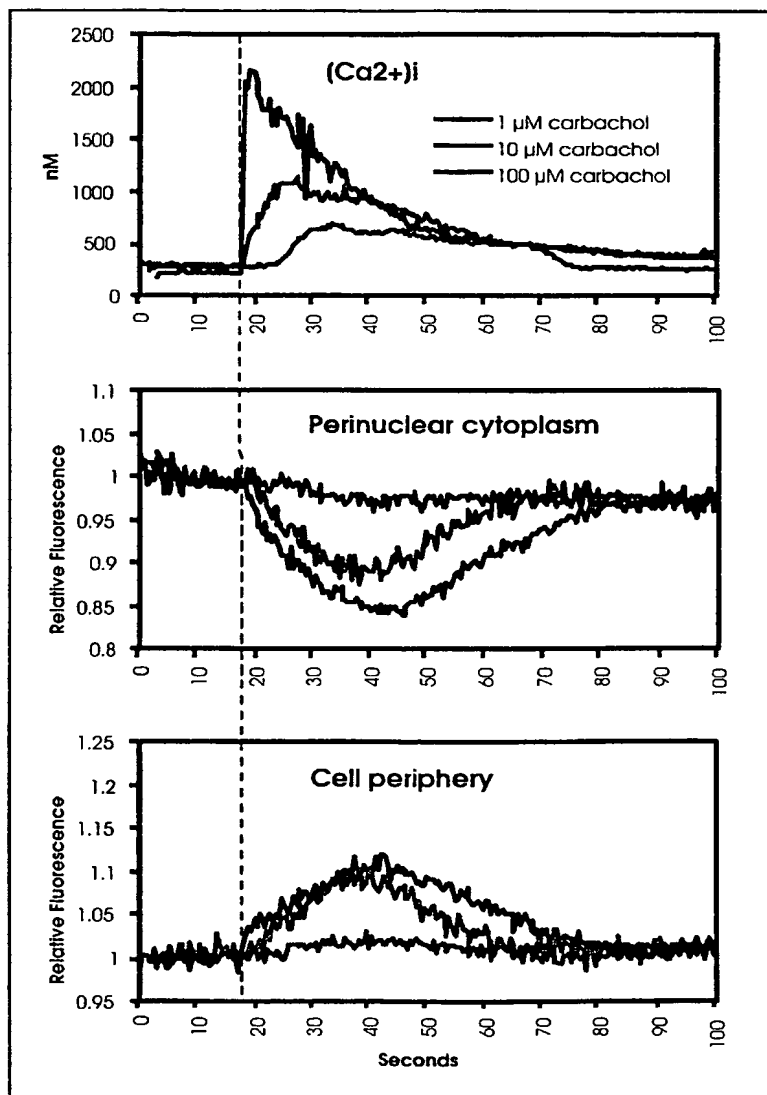 2500
(Ca2+)i
2000
1 µM carbachol
10 µM carbachol
100 µM carbachol
1500
nM
1000
500
0
0 10 20 30 40 50 60 70 80 90 100
1.1
Perinuclear cytoplasm
1.05
1
0.95
Relative Fluorescence
0.9
0.85
0.8
0 10 20 30 40 50 60 70 80 90 100
1.25
Cell periphery
1.2
1.15
1.1
Relative Fluorescence
1.05
1
0.95
0 10 20 30 40 50 60 70 80 90 100
Seconds